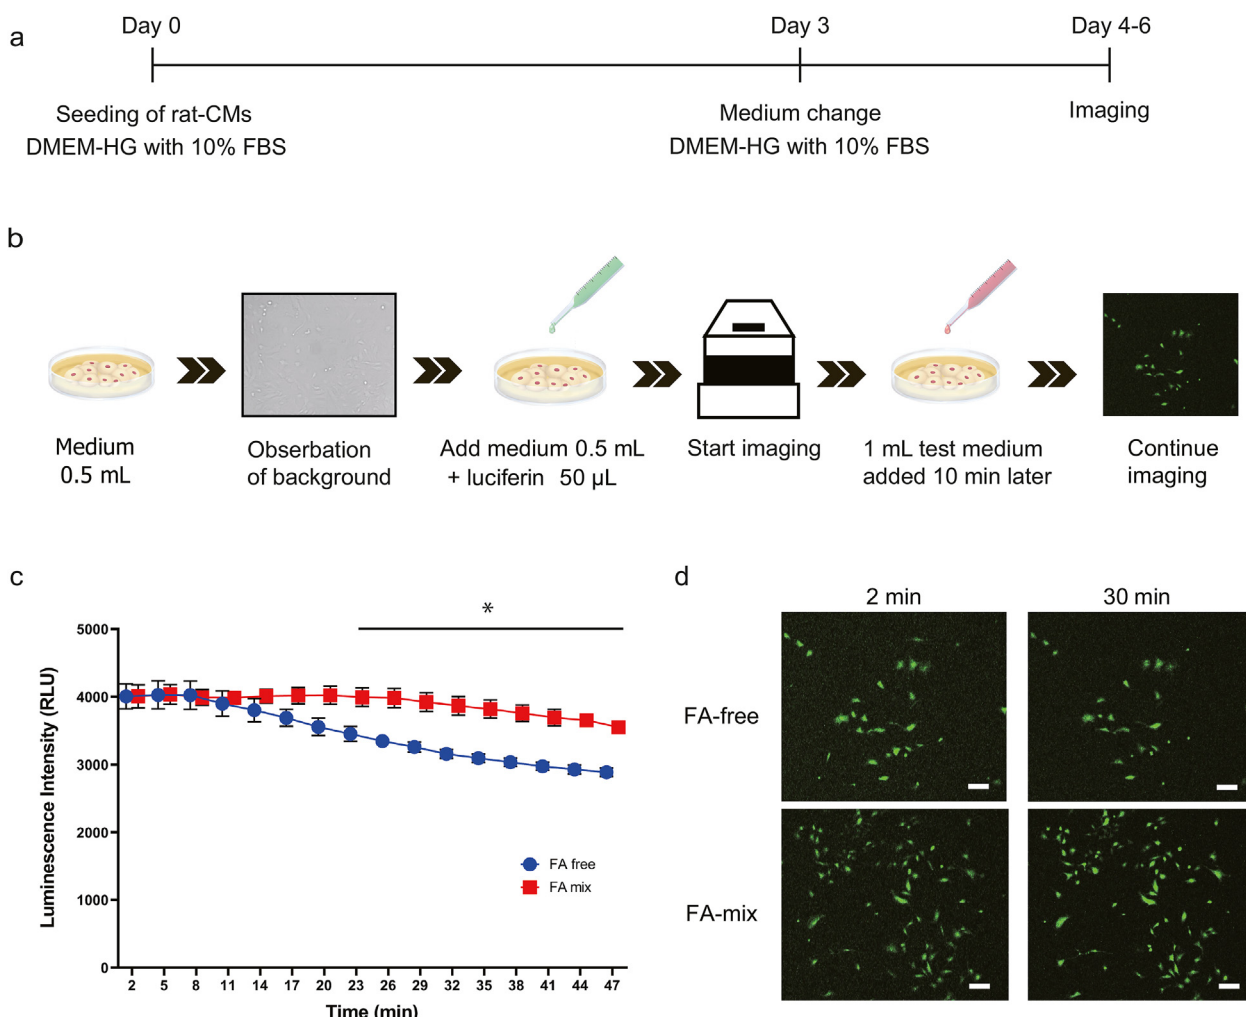 a
Day 0
Day 3
Day 4-6
Seeding of rat-CMs
DMEM-HG with 10% FBS
Medium change
DMEM-HG with 10% FBS
Imaging
b
Medium
0.5 mL
Obserbation
of background
Add medium 0.5 mL
+ luciferin 50 µL
Start imaging
1 mL test medium
added 10 min later
Continue
imaging
c
*
5000
4000
3000
2000
1000
0
Luminescence Intensity (RLU)
FA free
FA mix
2 5 8 11 14 17 20 23 26 29 32 35 38 41 44 47
Time (min)
d
2 min
30 min
FA-free
FA-mix